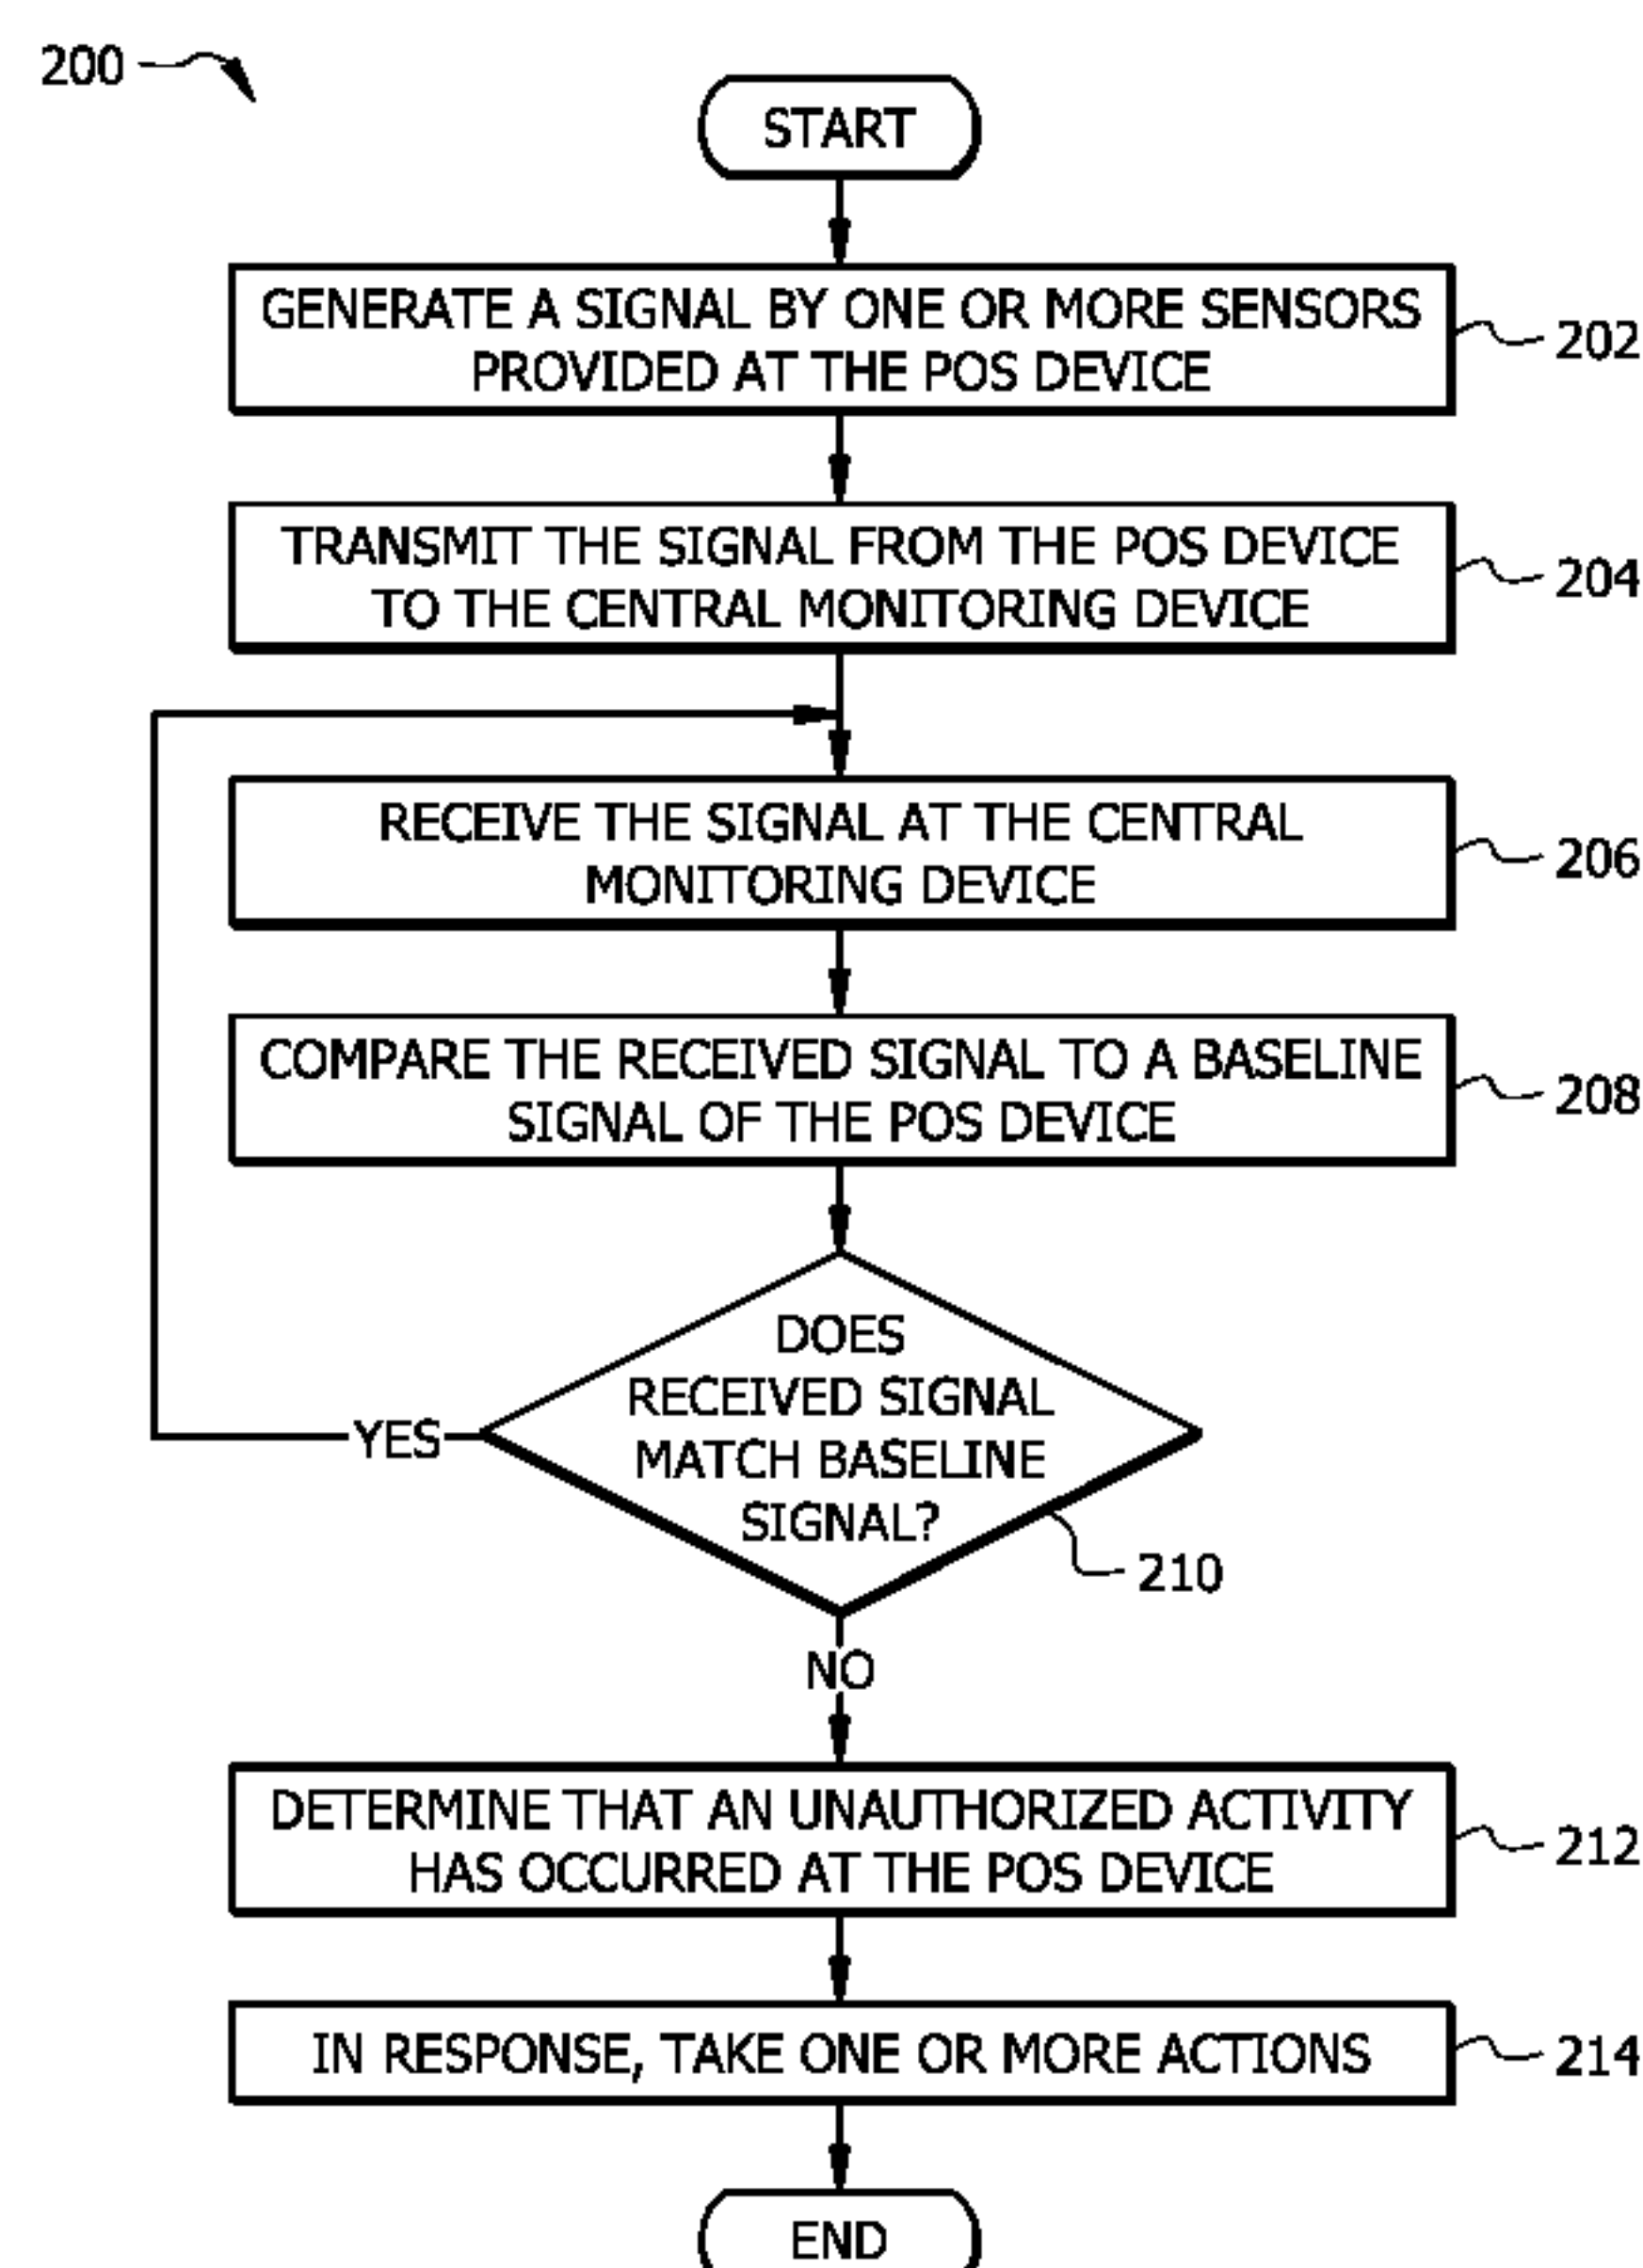 200
START
GENERATE A SIGNAL BY ONE OR MORE SENSORS
PROVIDED AT THE POS DEVICE
202
TRANSMIT THE SIGNAL FROM THE POS DEVICE
TO THE CENTRAL MONITORING DEVICE
204
RECEIVE THE SIGNAL AT THE CENTRAL
MONITORING DEVICE
206
COMPARE THE RECEIVED SIGNAL TO A BASELINE
SIGNAL OF THE POS DEVICE
208
DOES
RECEIVED SIGNAL
MATCH BASELINE
SIGNAL?
YES
210
NO
DETERMINE THAT AN UNAUTHORIZED ACTIVITY
HAS OCCURRED AT THE POS DEVICE
212
IN RESPONSE, TAKE ONE OR MORE ACTIONS
214
END